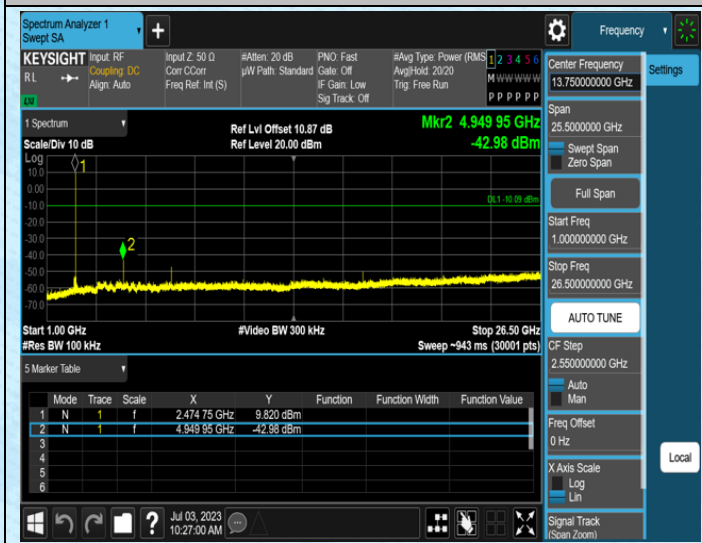 Spectrum Analyzer 1
Swept SA
+
Frequency
KEYSIGHT
RL
LXI
Input: RF
Coupling: DC
Align: Auto
Input Z: 50 Ω
Corr CCorr
Freq Ref: Int (S)
#Atten: 20 dB
µW Path: Standard
PNO: Fast
Gate: Off
IF Gain: Low
Sig Track: Off
#Avg Type: Power (RMS
Avg|Hold: 20/20
Trig: Free Run
1 2 3 4 5 6
M W W W W W
P P P P P P
1 Spectrum
Scale/Div 10 dB
Log
Ref Lvl Offset 10.87 dB
Ref Level 20.00 dBm
Mkr2 4.949 95 GHz
-42.98 dBm
10.0
0.00
-10.0
-20.0
-30.0
-40.0
-50.0
-60.0
-70.0
1
2
DL1 -10.09 dBm
Start 1.00 GHz
#Res BW 100 kHz
#Video BW 300 kHz
Stop 26.50 GHz
Sweep ~943 ms (30001 pts)
5 Marker Table
Mode Trace Scale X Y Function Function Width Function Value
1 N 1 f 2.474 75 GHz 9.820 dBm
2 N 1 f 4.949 95 GHz -42.98 dBm
3
4
5
6
?
Jul 03, 2023
10:27:00 AM
Center Frequency
13.750000000 GHz
Settings
Span
25.5000000 GHz
Swept Span
Zero Span
Full Span
Start Freq
1.000000000 GHz
Stop Freq
26.500000000 GHz
AUTO TUNE
CF Step
2.550000000 GHz
Auto
Man
Freq Offset
0 Hz
X Axis Scale
Log
Lin
Signal Track
(Span Zoom)
Local